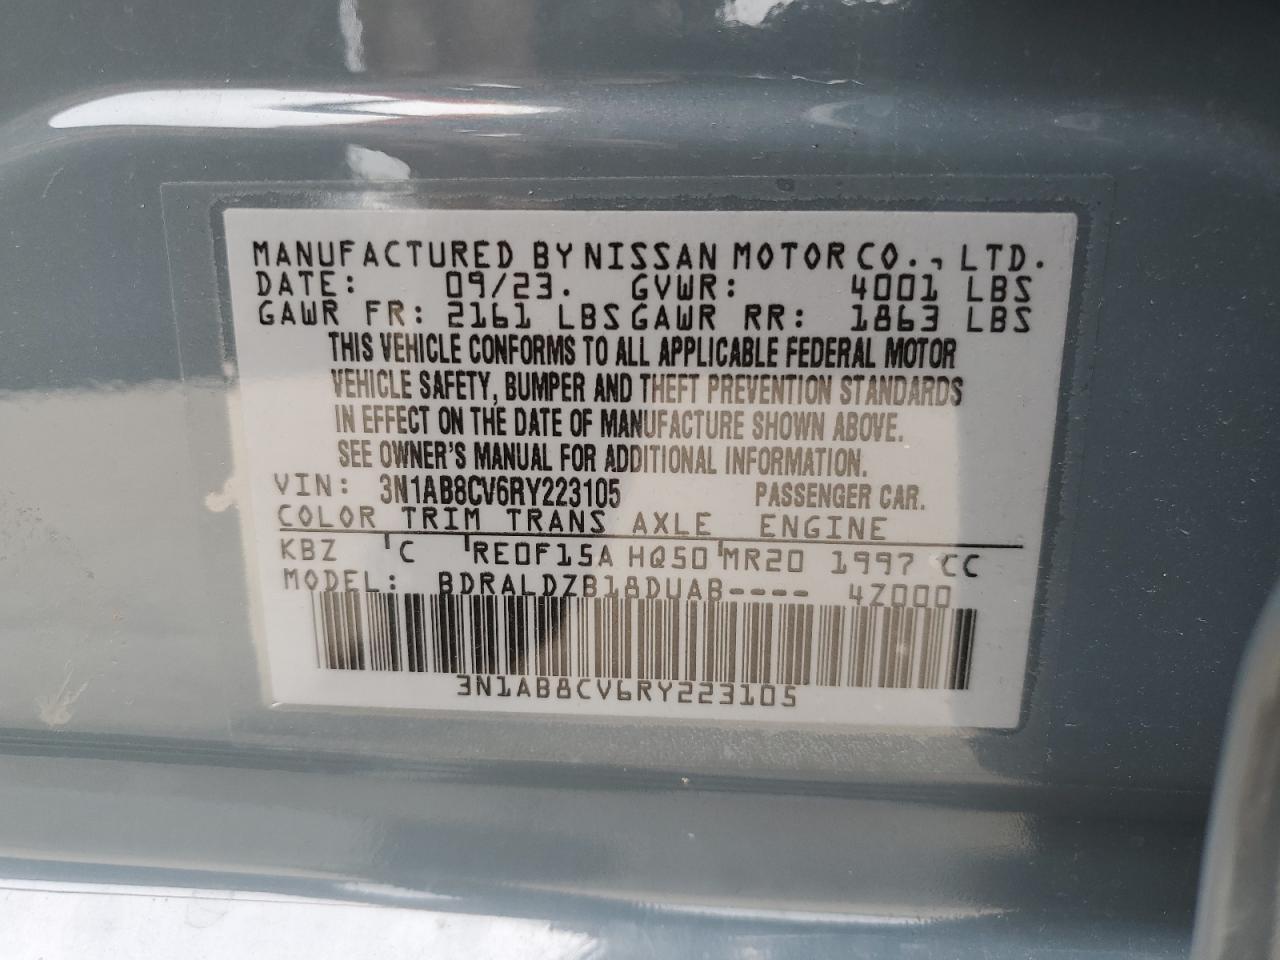 MANUFACTURED BY NISSAN MOTOR CO., LTD.
DATE: 09/23. GVWR: 4001 LBS
GAWR FR: 2161 LBS GAWR RR: 1863 LBS
THIS VEHICLE CONFORMS TO ALL APPLICABLE FEDERAL MOTOR
VEHICLE SAFETY, BUMPER AND THEFT PREVENTION STANDARDS
IN EFFECT ON THE DATE OF MANUFACTURE SHOWN ABOVE.
SEE OWNER'S MANUAL FOR ADDITIONAL INFORMATION.
VIN: 3N1AB8CV6RY223105 PASSENGER CAR.
COLOR TRIM TRANS AXLE ENGINE
KBZ C RE0F15A HQ50 MR20 1997 CC
MODEL: BDRALDZB18DUAB---- 4Z000
3N1AB8CV6RY223105